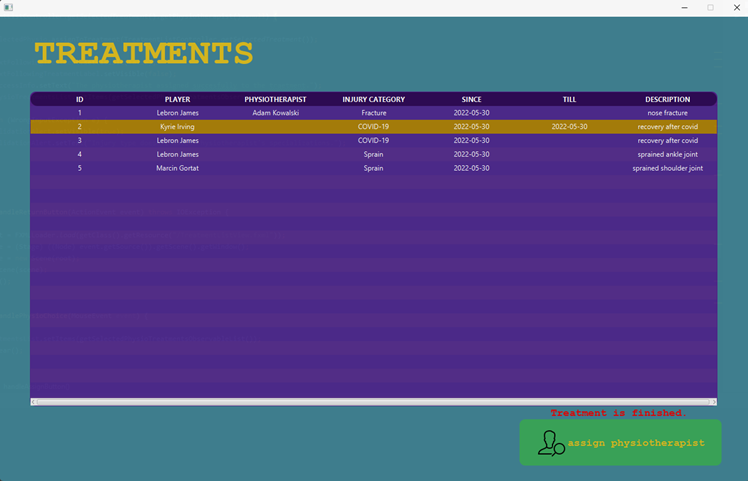 TREATMENTS
ID PLAYER PHYSIOTHERAPIST INJURY CATEGORY SINCE TILL DESCRIPTION
1 Lebron James Adam Kowalski Fracture 2022-05-30 nose fracture
2 Kyrie Irving COVID-19 2022-05-30 2022-05-30 recovery after covid
3 Lebron James COVID-19 2022-05-30 recovery after covid
4 Lebron James Sprain 2022-05-30 sprained ankle joint
5 Marcin Gortat Sprain 2022-05-30 sprained shoulder joint
Treatment is finished.
assign physiotherapist